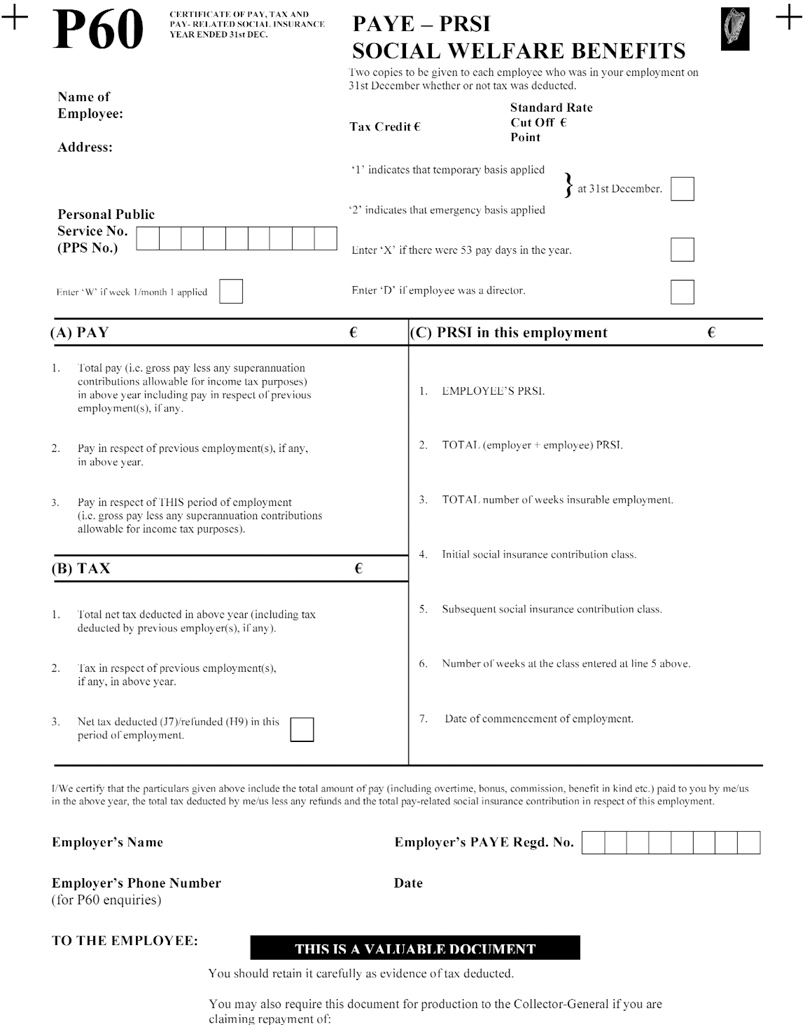 P60
CERTIFICATE OF PAY, TAX AND
PAY- RELATED SOCIAL INSURANCE
YEAR ENDED 31st DEC.
PAYE – PRSI
SOCIAL WELFARE BENEFITS
Two copies to be given to each employee who was in your employment on
31st December whether or not tax was deducted.
Name of
Employee:
Address:
Tax Credit €
Standard Rate
Cut Off €
Point
‘1’ indicates that temporary basis applied
} at 31st December.
‘2’ indicates that emergency basis applied
Personal Public
Service No.
(PPS No.)
Enter ‘X’ if there were 53 pay days in the year.
Enter ‘W’ if week 1/month 1 applied
Enter ‘D’ if employee was a director.
(A) PAY €
1. Total pay (i.e. gross pay less any superannuation
contributions allowable for income tax purposes)
in above year including pay in respect of previous
employment(s), if any.
2. Pay in respect of previous employment(s), if any,
in above year.
3. Pay in respect of THIS period of employment
(i.e. gross pay less any superannuation contributions
allowable for income tax purposes).
(B) TAX €
1. Total net tax deducted in above year (including tax
deducted by previous employer(s), if any).
2. Tax in respect of previous employment(s),
if any, in above year.
3. Net tax deducted (J7)/refunded (H9) in this
period of employment.
(C) PRSI in this employment €
1. EMPLOYEE’S PRSI.
2. TOTAL (employer + employee) PRSI.
3. TOTAL number of weeks insurable employment.
4. Initial social insurance contribution class.
5. Subsequent social insurance contribution class.
6. Number of weeks at the class entered at line 5 above.
7. Date of commencement of employment.
I/We certify that the particulars given above include the total amount of pay (including overtime, bonus, commission, benefit in kind etc.) paid to you by me/us
in the above year, the total tax deducted by me/us less any refunds and the total pay-related social insurance contribution in respect of this employment.
Employer’s Name
Employer’s PAYE Regd. No.
Employer’s Phone Number
(for P60 enquiries)
Date
TO THE EMPLOYEE:
THIS IS A VALUABLE DOCUMENT
You should retain it carefully as evidence of tax deducted.
You may also require this document for production to the Collector-General if you are
claiming repayment of: